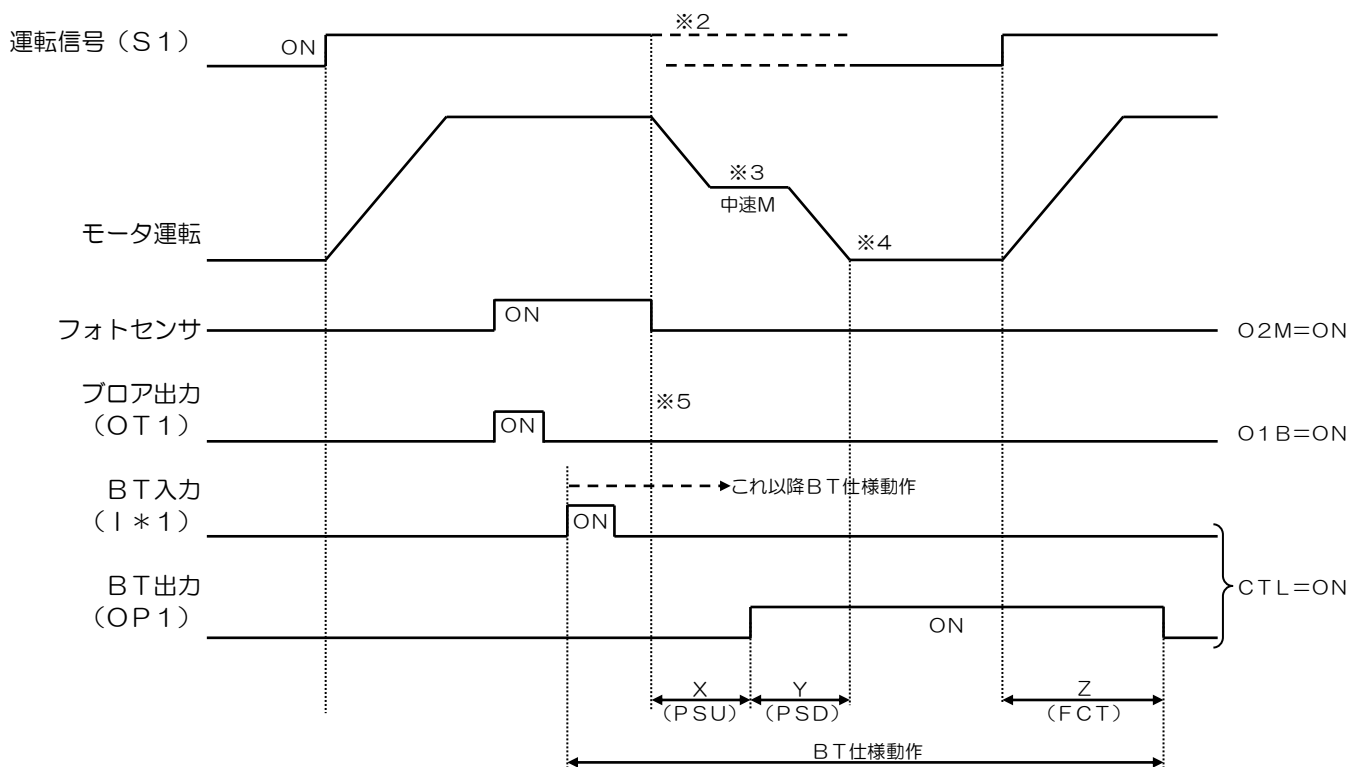 ※2
運転信号（S1）
ON
※3
中速M
モータ運転
※4
ON
フォトセンサ
O2M=ON
ブロア出力
（OT1）
※5
ON
O1B=ON
BT入力
（I＊1）
これ以降BT仕様動作
ON
BT出力
（OP1）
CTL=ON
ON
X
（PSU）
Y
（PSD）
Z
（FCT）
BT仕様動作